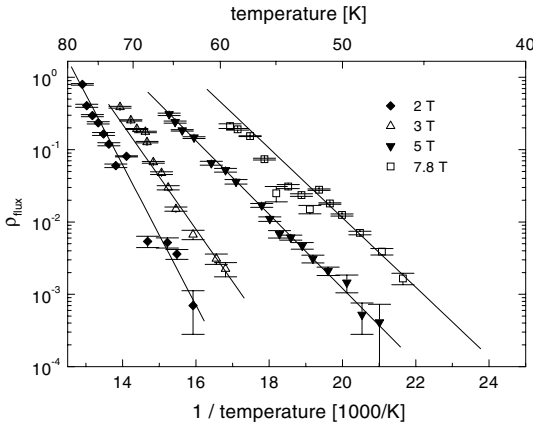 temperature [K]
80 70 60 50 40
10^0
10^-1
10^-2
10^-3
10^-4
ρ_flux
2 T
3 T
5 T
7.8 T
14 16 18 20 22 24
1 / temperature [1000/K]